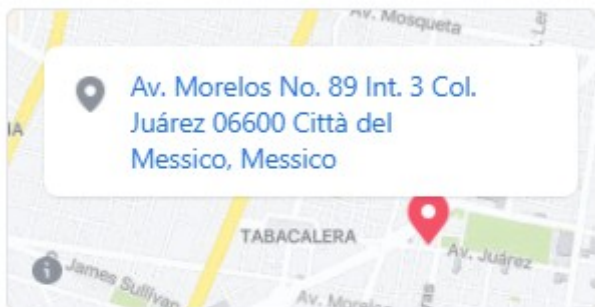 Av. Mosqueta
Av. Morelos No. 89 Int. 3 Col.
Juárez 06600 Città del
Messico, Messico
TABACALERA
Av. Juárez
James Sullivan